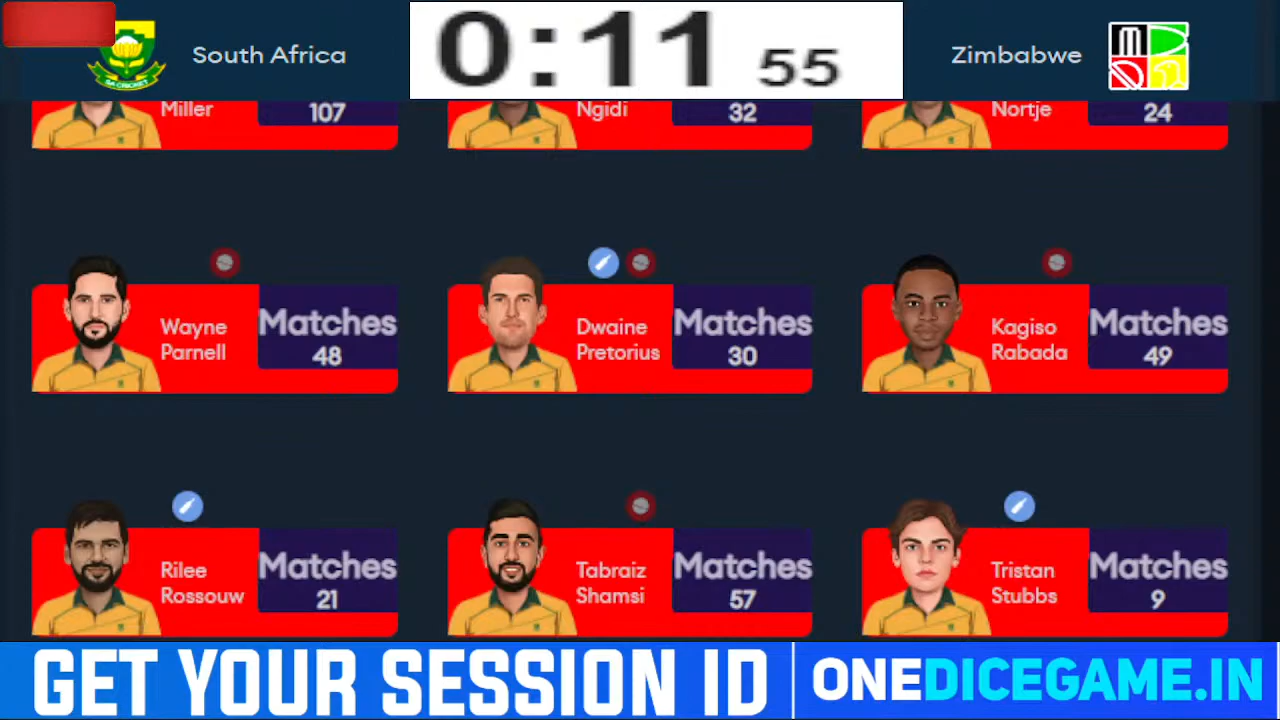 South Africa
0:11 55
Zimbabwe
SA CRICKET
Miller
107
Ngidi
32
Nortje
24
Wayne
Parnell
Matches
48
Dwaine
Pretorius
Matches
30
Kagiso
Rabada
Matches
49
Rilee
Rossouw
Matches
21
Tabraiz
Shamsi
Matches
57
Tristan
Stubbs
Matches
9
GET YOUR SESSION ID
ONEDICEGAME.IN